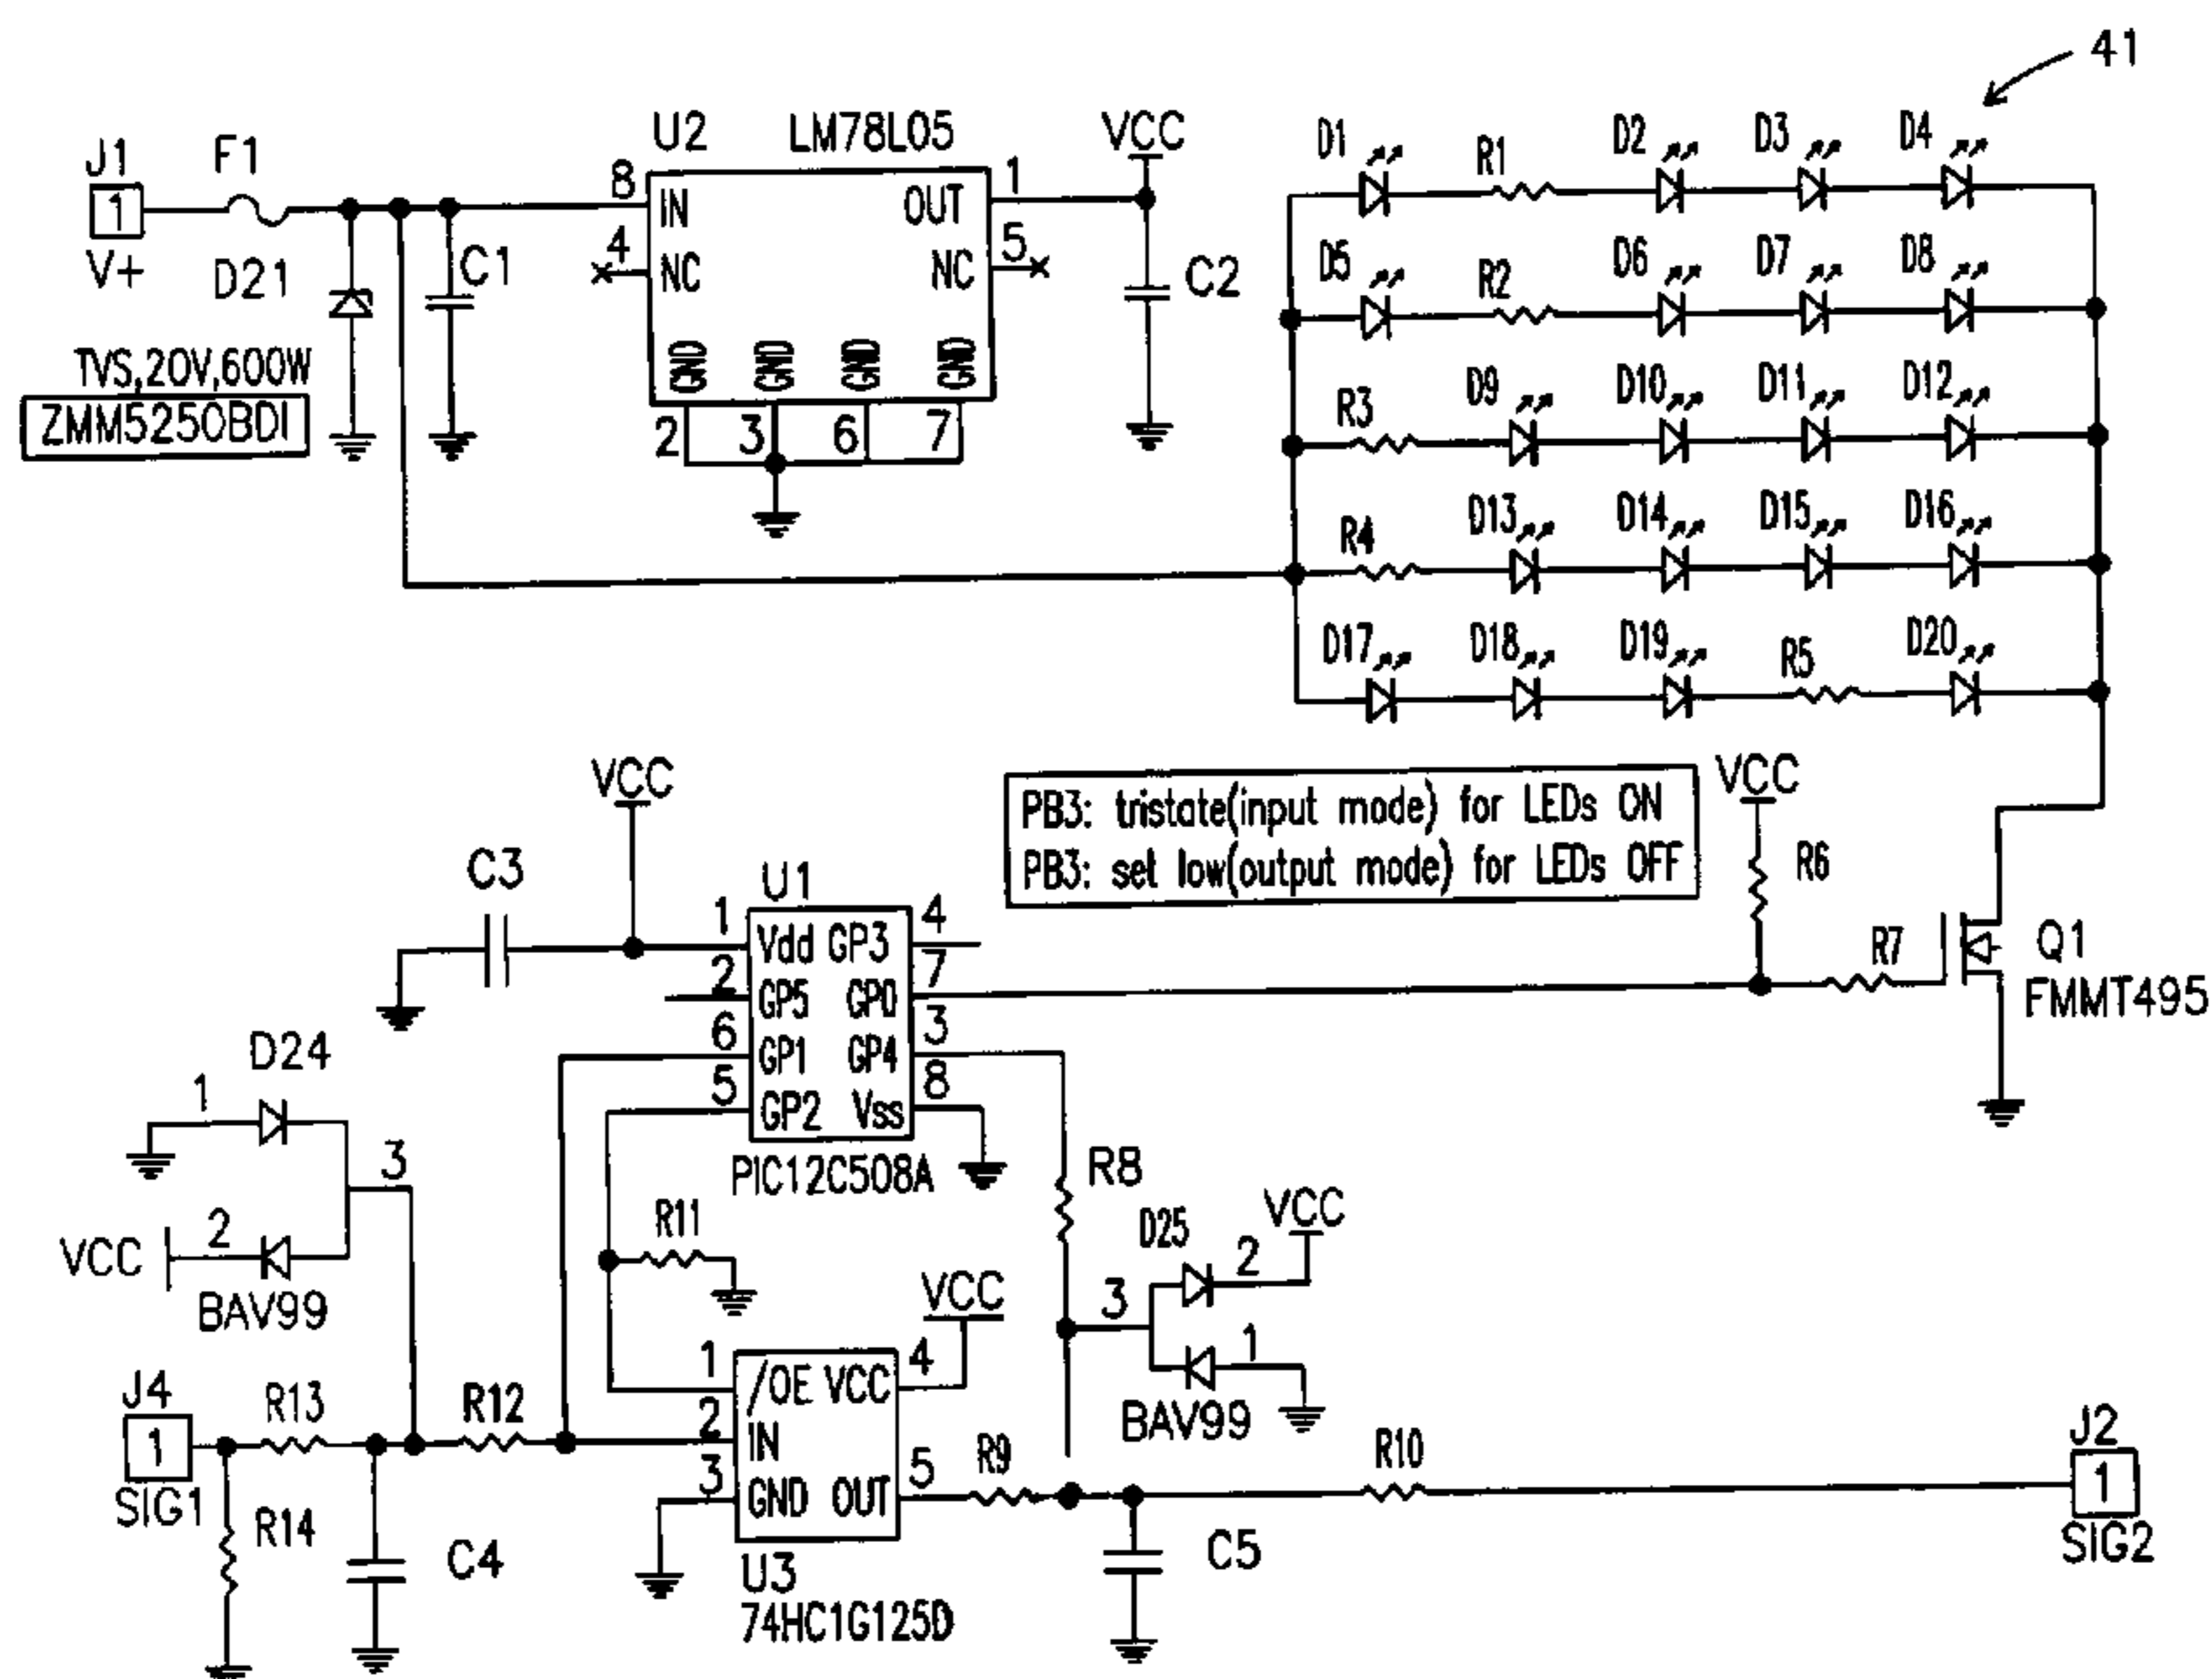 41
J1
1
V+
F1
D21
TVS,20V,600W
ZMM5250BDI
C1
U2
LM78L05
8
IN
OUT
1
4
NC
NC
5
GND
GND
GND
GND
2
3
6
7
VCC
C2
D1
R1
D2
D3
D4
D5
R2
D6
D7
D8
R3
D9
D10
D11
D12
R4
D13
D14
D15
D16
D17
D18
D19
R5
D20
PB3: tristate(input mode) for LEDs ON
PB3: set low(output mode) for LEDs OFF
VCC
R6
R7
Q1
FMMT495
VCC
C3
U1
1
Vdd
GP3
4
2
GP5
GP0
7
6
GP1
GP4
3
5
GP2
Vss
8
PIC12C508A
D24
1
3
2
VCC
BAV99
R11
R8
D25
VCC
3
2
1
BAV99
VCC
J4
1
SIG1
R13
R14
C4
R12
1
/OE
VCC
4
2
IN
3
GND
OUT
5
U3
74HC1G125D
R9
C5
R10
J2
1
SIG2